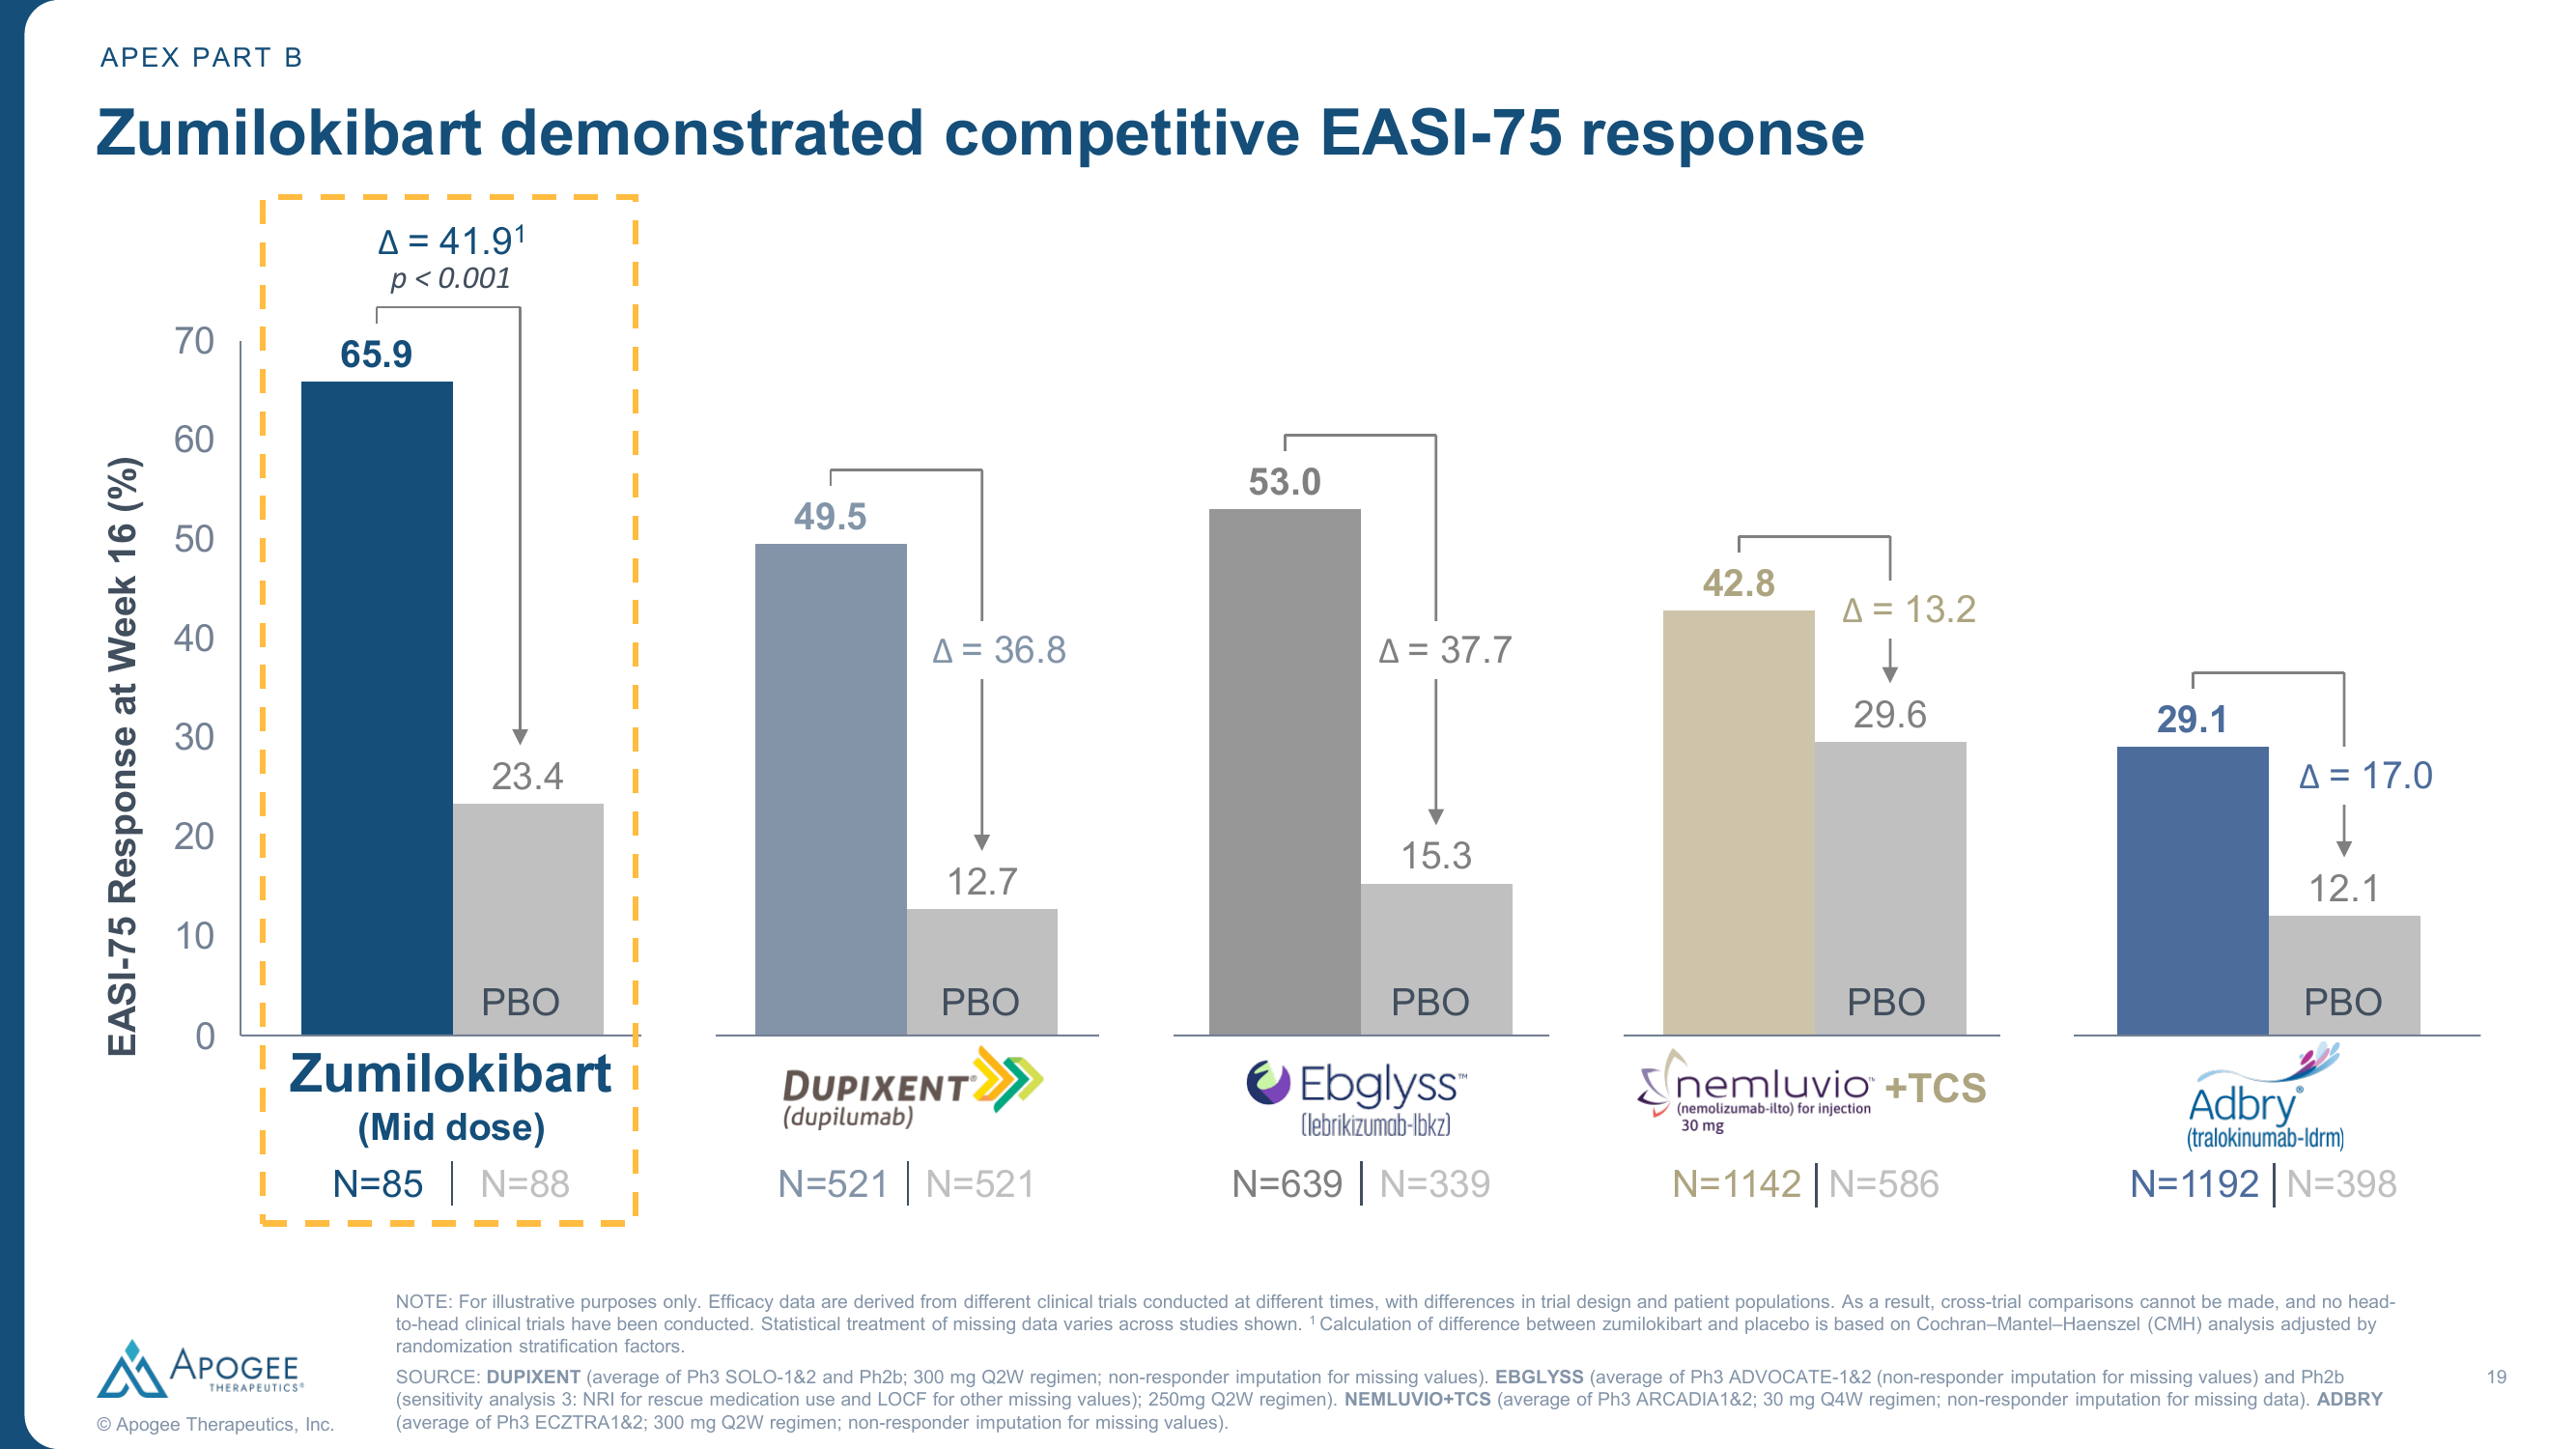 APEX PART B
Zumilokibart demonstrated competitive EASI-75 response
EASI-75 Response at Week 16 (%)
70
60
50
40
30
20
10
0
Δ = 41.9¹
p < 0.001
65.9
23.4
PBO
Zumilokibart
(Mid dose)
N=85 | N=88
49.5
Δ = 36.8
12.7
PBO
DUPIXENT®
(dupilumab)
N=521 | N=521
53.0
Δ = 37.7
15.3
PBO
Ebglyss™
(lebrikizumab-lbkz)
N=639 | N=339
42.8
Δ = 13.2
29.6
PBO
nemluvio™ +TCS
(nemolizumab-ilto) for injection
30 mg
N=1142 | N=586
29.1
Δ = 17.0
12.1
PBO
Adbry®
(tralokinumab-ldrm)
N=1192 | N=398
NOTE: For illustrative purposes only. Efficacy data are derived from different clinical trials conducted at different times, with differences in trial design and patient populations. As a result, cross-trial comparisons cannot be made, and no head-
to-head clinical trials have been conducted. Statistical treatment of missing data varies across studies shown. ¹ Calculation of difference between zumilokibart and placebo is based on Cochran–Mantel–Haenszel (CMH) analysis adjusted by
randomization stratification factors.
SOURCE: DUPIXENT (average of Ph3 SOLO-1&2 and Ph2b; 300 mg Q2W regimen; non-responder imputation for missing values). EBGLYSS (average of Ph3 ADVOCATE-1&2 (non-responder imputation for missing values) and Ph2b
(sensitivity analysis 3: NRI for rescue medication use and LOCF for other missing values); 250mg Q2W regimen). NEMLUVIO+TCS (average of Ph3 ARCADIA1&2; 30 mg Q4W regimen; non-responder imputation for missing data). ADBRY
(average of Ph3 ECZTRA1&2; 300 mg Q2W regimen; non-responder imputation for missing values).
APOGEE
THERAPEUTICS®
© Apogee Therapeutics, Inc.
19